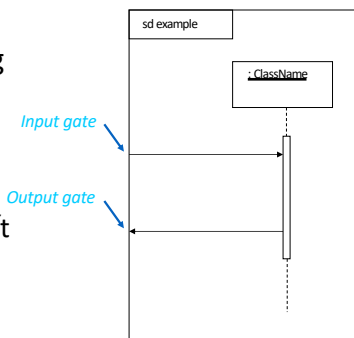 sd example
g
: ClassName
Input gate
Output gate
t